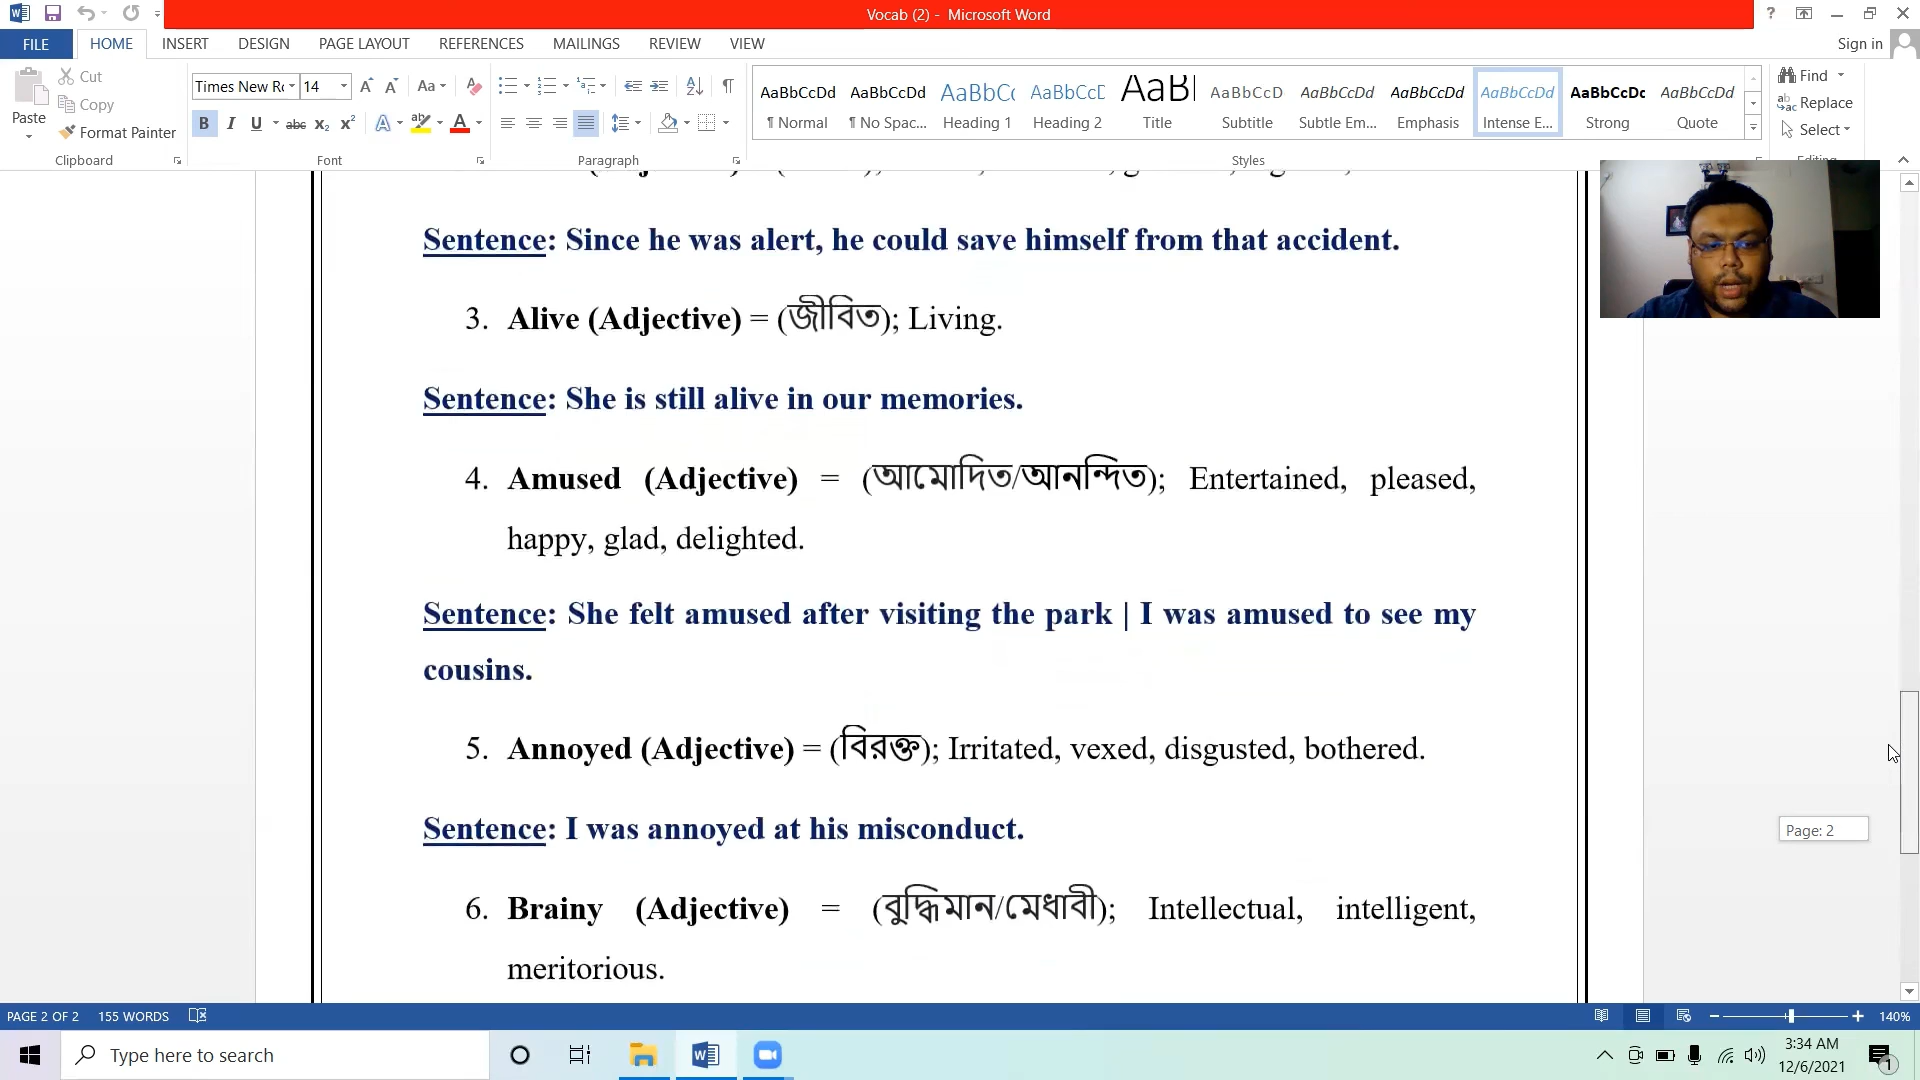 Vocab (2) - Microsoft Word
FILE HOME INSERT DESIGN PAGE LAYOUT REFERENCES MAILINGS REVIEW VIEW Sign in
Paste Cut Copy Format Painter
Times New Ro 14 Aa
B I U abc x₂ x² A A
AaBbCcDd AaBbCcDd AaBbCc AaBbCcD AaBl AaBbCcD AaBbCcDd AaBbCcDd AaBbCcDd AaBbCcDc AaBbCcDd
¶ Normal ¶ No Spac... Heading 1 Heading 2 Title Subtitle Subtle Em... Emphasis Intense E... Strong Quote
Find
Replace
Select
Clipboard Font Paragraph Styles
Sentence: Since he was alert, he could save himself from that accident.
3. Alive (Adjective) = (জীবিত); Living.
Sentence: She is still alive in our memories.
4. Amused (Adjective) = (আমোদিত/আনন্দিত); Entertained, pleased,
happy, glad, delighted.
Sentence: She felt amused after visiting the park | I was amused to see my
cousins.
5. Annoyed (Adjective) = (বিরক্ত); Irritated, vexed, disgusted, bothered.
Sentence: I was annoyed at his misconduct.
Page: 2
6. Brainy (Adjective) = (বুদ্ধিমান/মেধাবী); Intellectual, intelligent,
meritorious.
PAGE 2 OF 2 155 WORDS 140%
Type here to search
3:34 AM
12/6/2021
1